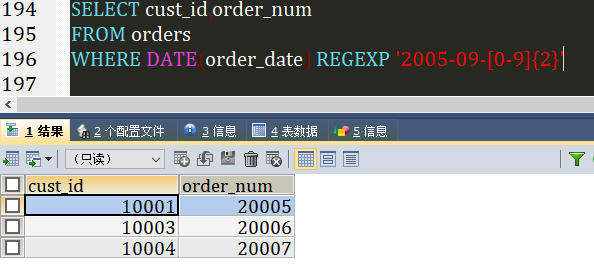 194 SELECT cust_id order_num
195 FROM orders
196 WHERE DATE(order_date) REGEXP '2005-09-[0-9]{2}'
197
1 结果 2 个配置文件 3 信息 4 表数据 5 信息
（只读）
cust_id order_num
10001 20005
10003 20006
10004 20007